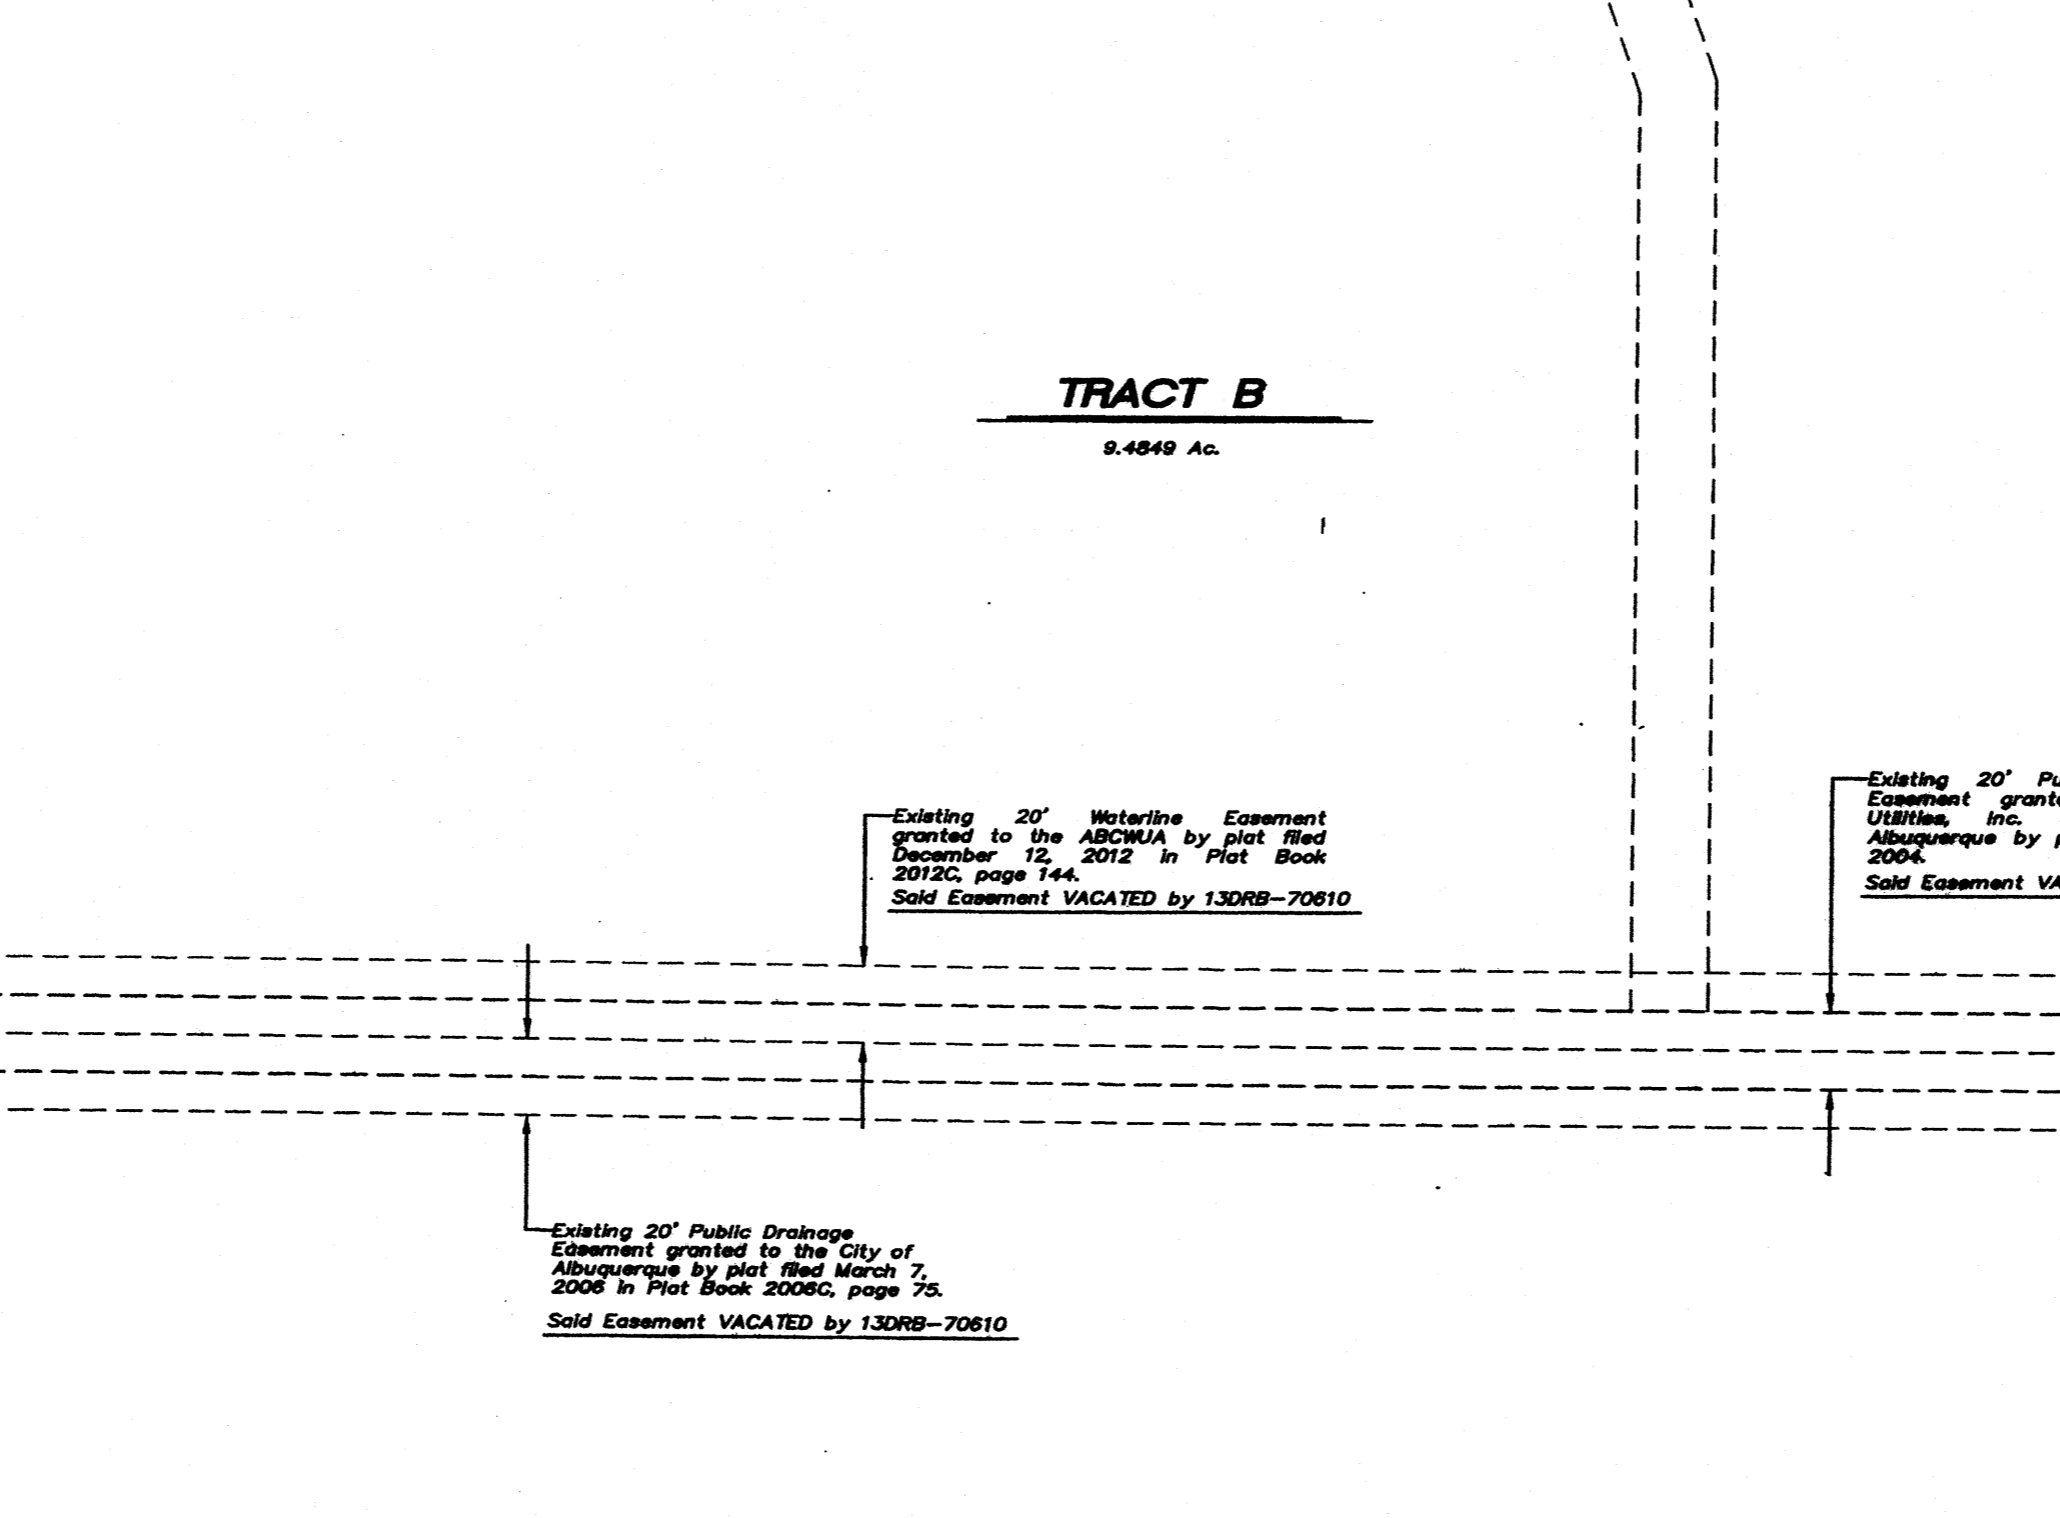 TRACT B
9.4849 Ac.
Existing 20' Waterline Easement
granted to the ABCWUA by plat filed
December 12, 2012 in Plat Book
2012C, page 144.
Said Easement VACATED by 13DRB-70610
Existing 20'
Easement
Utilities, Inc.
Albuquerque by
2004.
Said Easement
Existing 20' Public Drainage
Easement granted to the City of
Albuquerque by plat filed March 7,
2006 in Plat Book 2006C, page 75.
Said Easement VACATED by 13DRB-70610